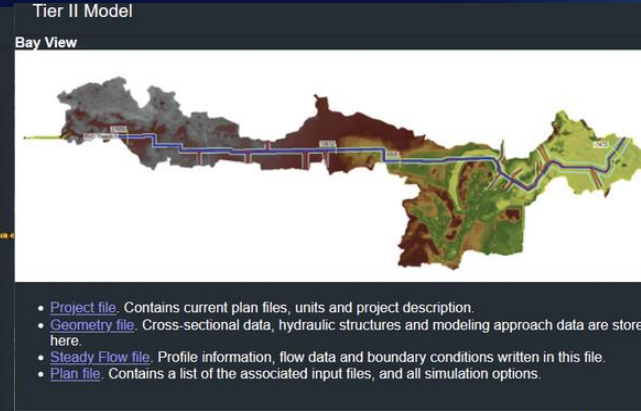 Tier II Model
Bay View
Project file. Contains current plan files, units and project description.
Geometry file. Cross-sectional data, hydraulic structures and modeling approach data are store
here.
Steady Flow file. Profile information, flow data and boundary conditions written in this file.
Plan file. Contains a list of the associated input files, and all simulation options.